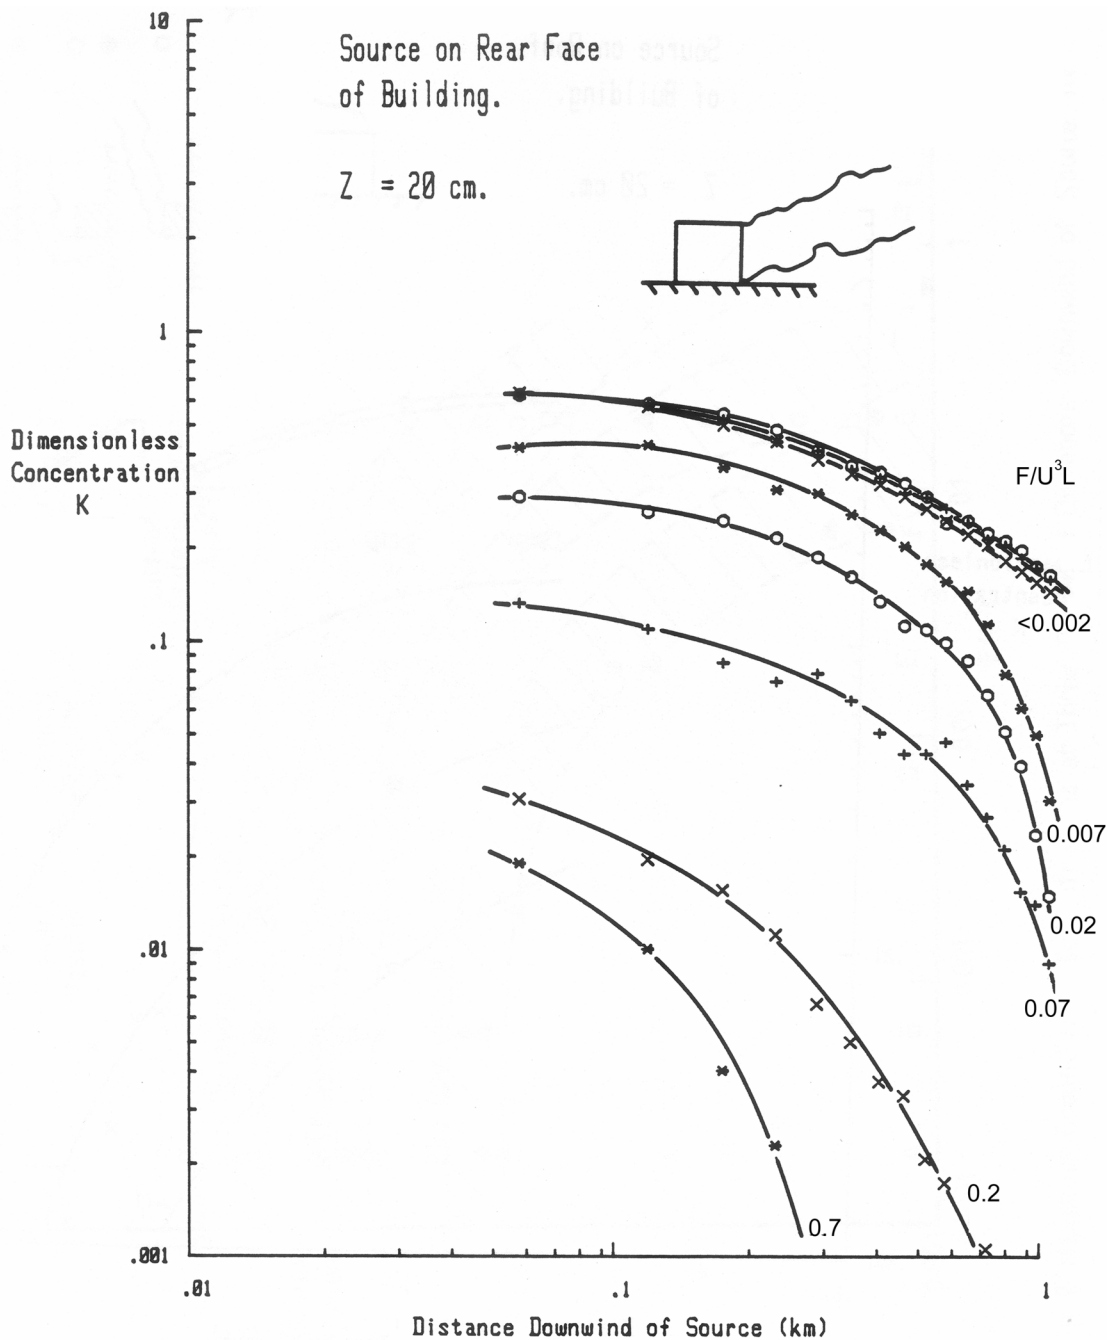 10
Source on Rear Face
of Building.
Z = 20 cm.
1
Dimensionless
Concentration
K
F/U³L
<0.002
.1
0.007
0.02
.01
0.07
0.2
0.7
.001
.01
.1
1
Distance Downwind of Source (km)